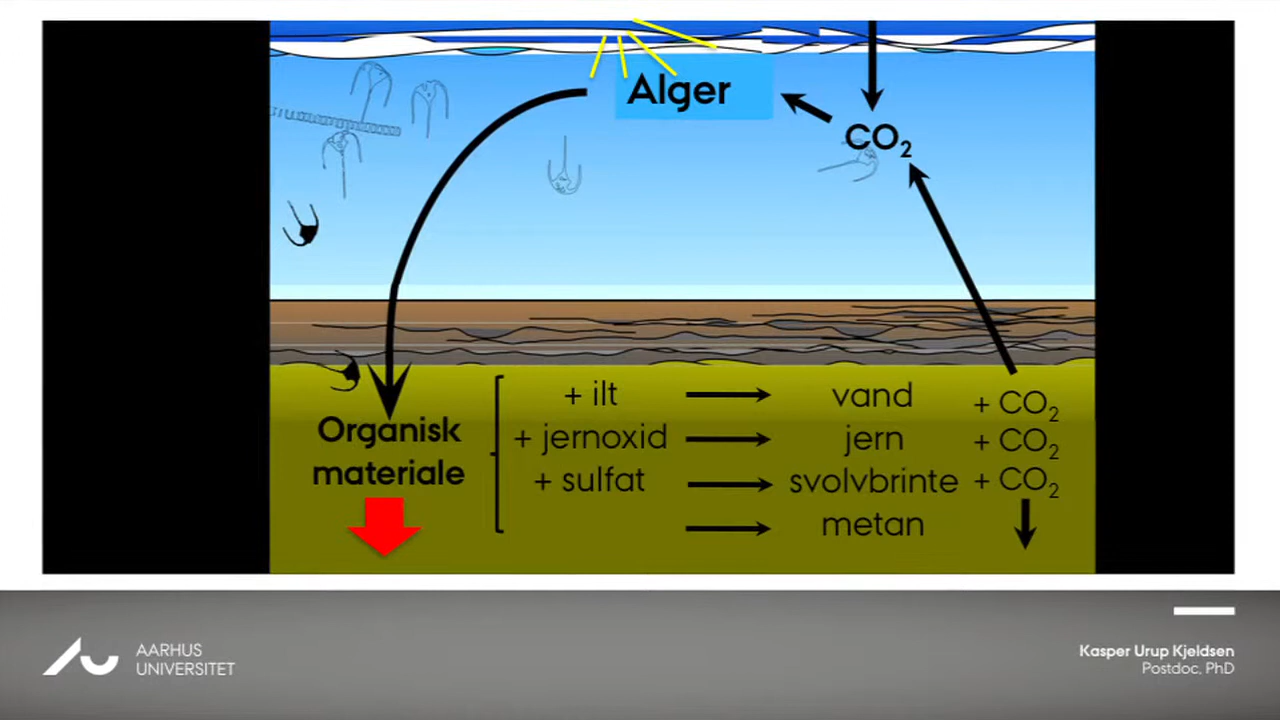 Alger
CO₂
Organisk
materiale
+ ilt vand + CO₂
+ jernoxid jern + CO₂
+ sulfat svolvbrinte + CO₂
metan
AARHUS
UNIVERSITET
Kasper Urup Kjeldsen
Postdoc, PhD